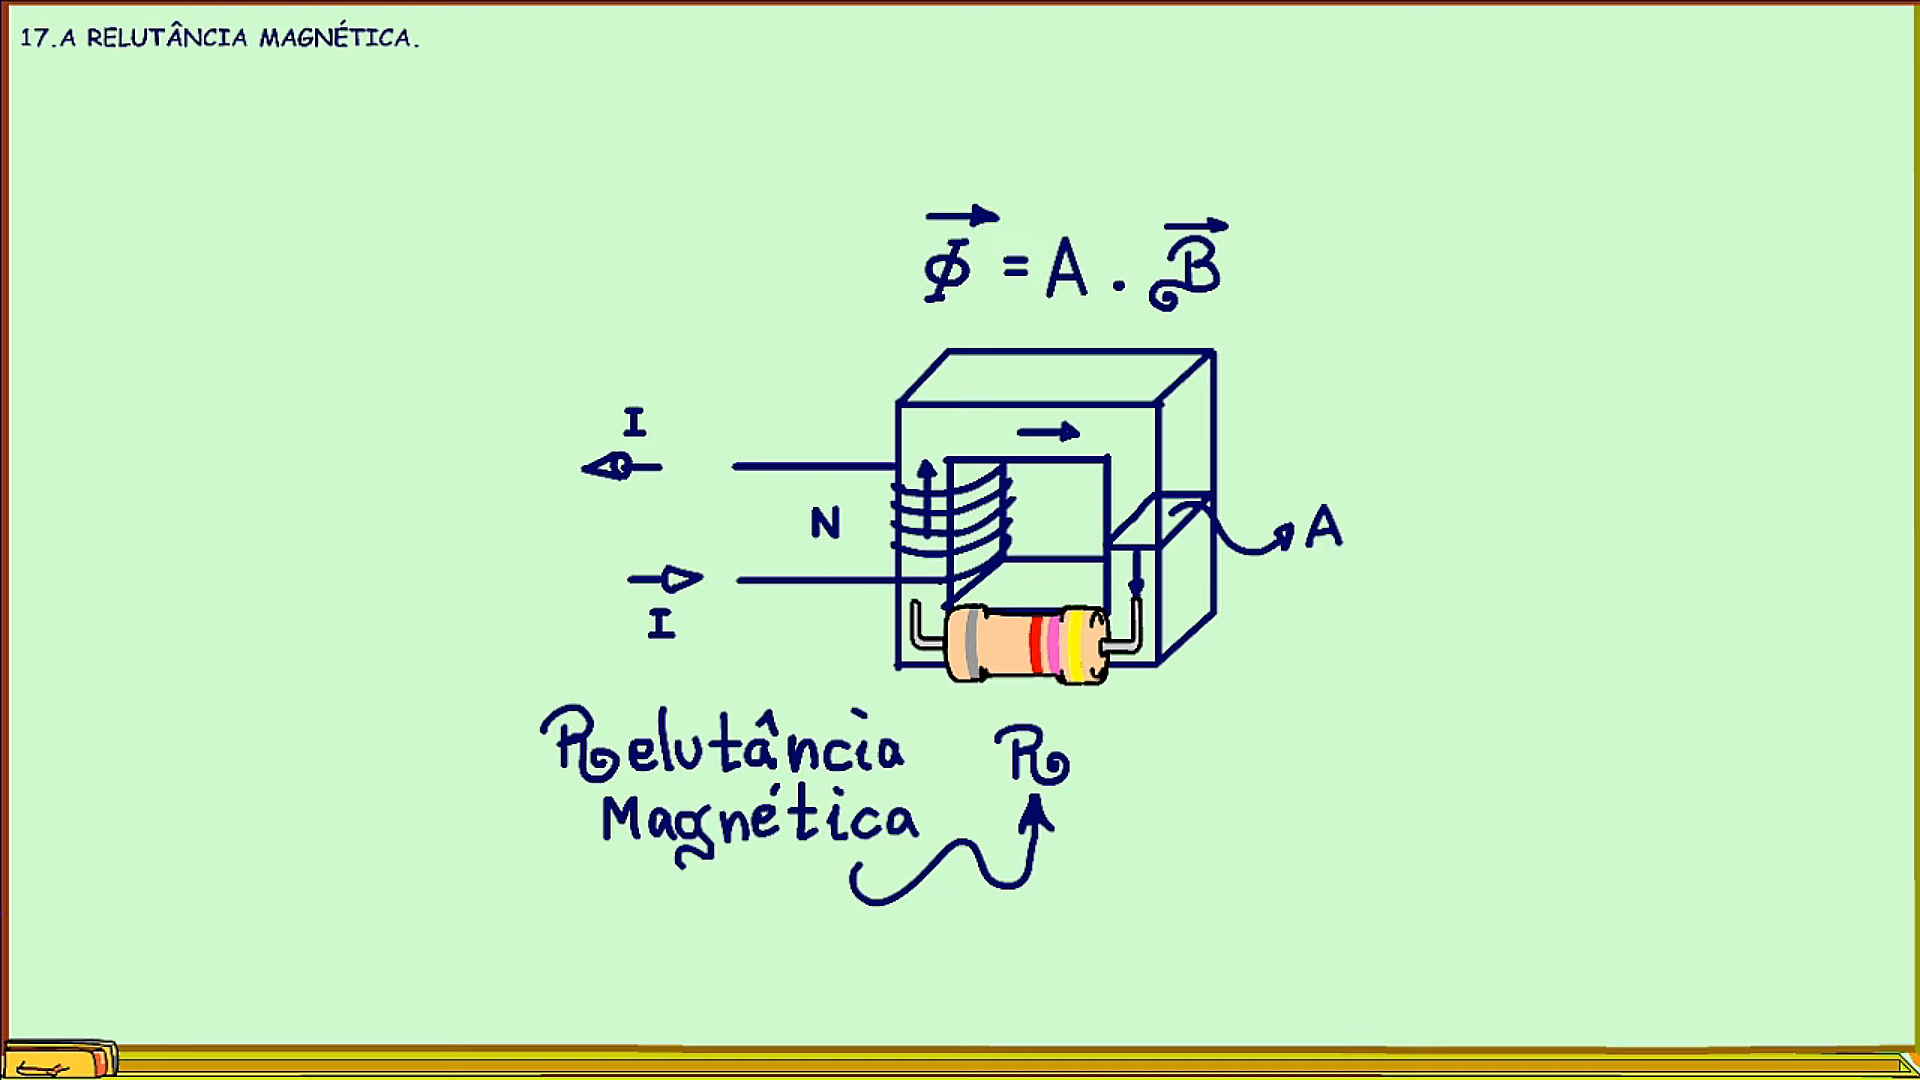 17.A RELUTÂNCIA MAGNÉTICA.
Φ = A . B
I
N
A
I
Relutância R
Magnética